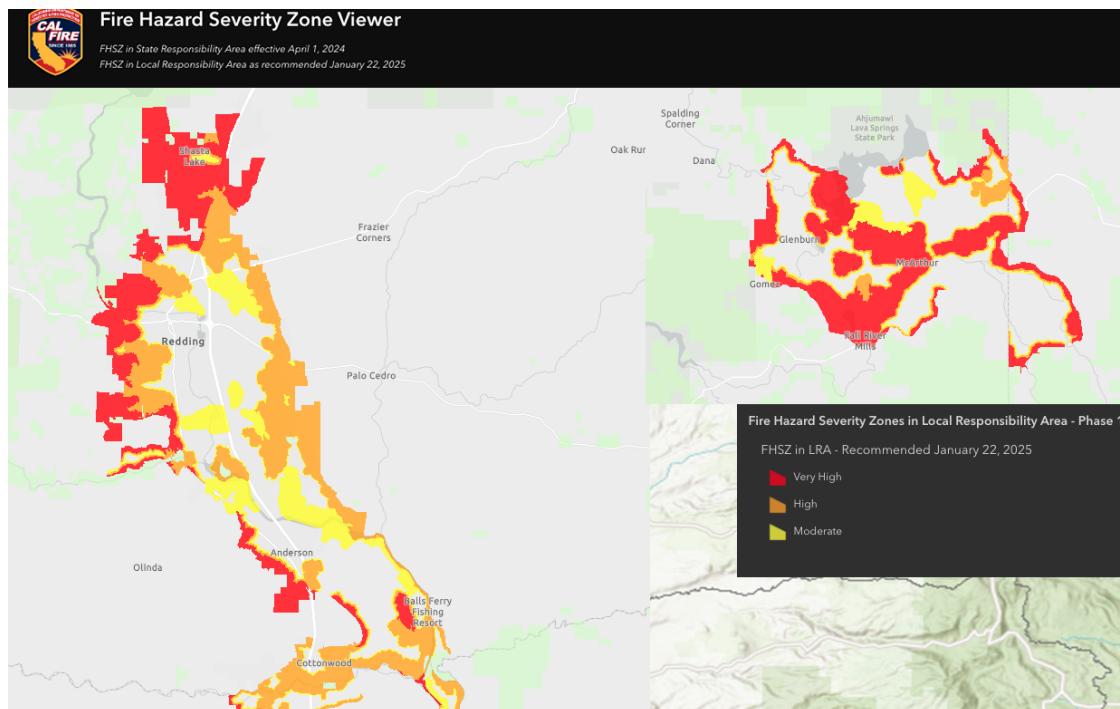 CAL
FIRE
SINCE 1885
Fire Hazard Severity Zone Viewer
FHSZ in State Responsibility Area effective April 1, 2024
FHSZ in Local Responsibility Area as recommended January 22, 2025
Shasta
Lake
Frazier
Corners
Redding
Palo Cedro
Anderson
Olinda
Balls Ferry
Fishing
Resort
Cottonwood
Oak Run
Spalding
Corner
Dana
Ahjumawi
Lava Springs
State Park
Glenburn
McArthur
Gomez
Fall River
Mills
Fire Hazard Severity Zones in Local Responsibility Area - Phase 1
FHSZ in LRA - Recommended January 22, 2025
Very High
High
Moderate